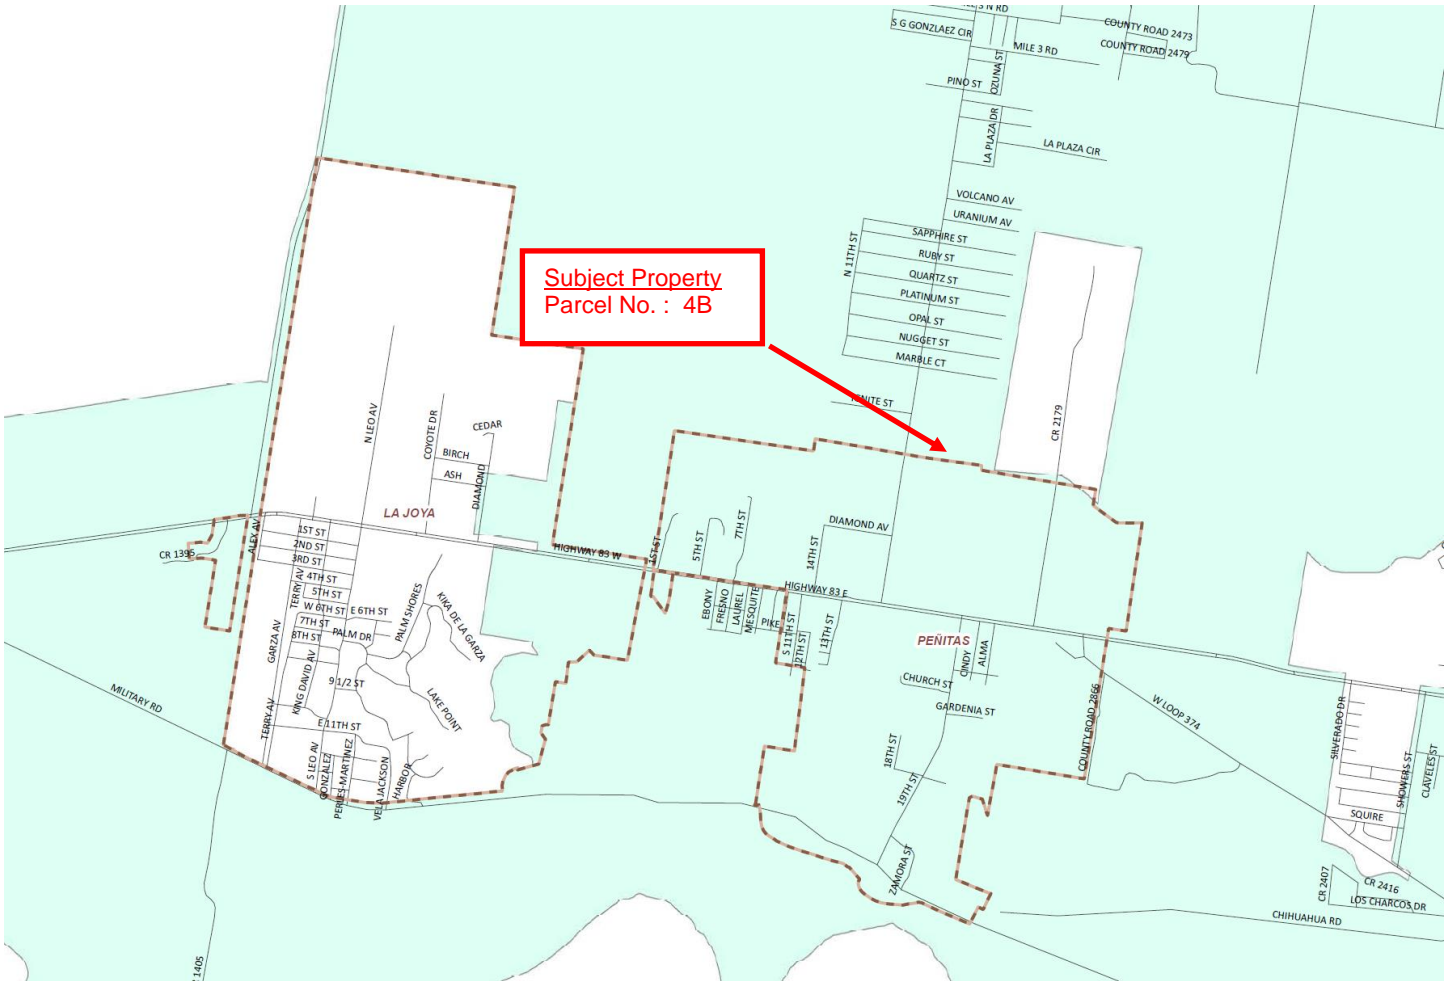 S N RD
S G GONZLAEZ CIR
COUNTY ROAD 2473
MILE 3 RD
COUNTY ROAD 2479
OZUNA ST
PINO ST
LA PLAZA DR
LA PLAZA CIR
VOLCANO AV
URANIUM AV
N 11TH ST
SAPPHIRE ST
RUBY ST
QUARTZ ST
PLATINUM ST
OPAL ST
NUGGET ST
MARBLE CT
Subject Property
Parcel No. : 4B
CR 2179
N LEO AV
COYOTE DR
CEDAR
BIRCH
ASH
DIAMOND
LA JOYA
ALEX AV
CR 1395
1ST ST
2ND ST
3RD ST
4TH ST
5TH ST
TERRY AV
W 6TH ST
E 6TH ST
7TH ST
8TH ST
PALM DR
GARZA AV
KING DAVID AV
PALM SHORES
KIKA DE LA GARZA
9 1/2 ST
LAKE POINT
E 11TH ST
TERRY AV
S LEO AV
GONZALEZ
PERLES-MARTINEZ
VELA JACKSON
HARBOR
MILITARY RD
1405
HIGHWAY 83 W
1ST ST
5TH ST
7TH ST
14TH ST
DIAMOND AV
HIGHWAY 83 E
EBONY
FRESNO
LAUREL
MESQUITE
PIKE
S 11TH ST
12TH ST
13TH ST
PEÑITAS
CINDY
ALMA
CHURCH ST
GARDENIA ST
18TH ST
19TH ST
ZAMORA ST
COUNTY ROAD 2866
W LOOP 374
SILVERADO DR
SHOWERS ST
CLAVELES ST
SQUIRE
CR 2407
CR 2416
LOS CHARCOS DR
CHIHUAHUA RD